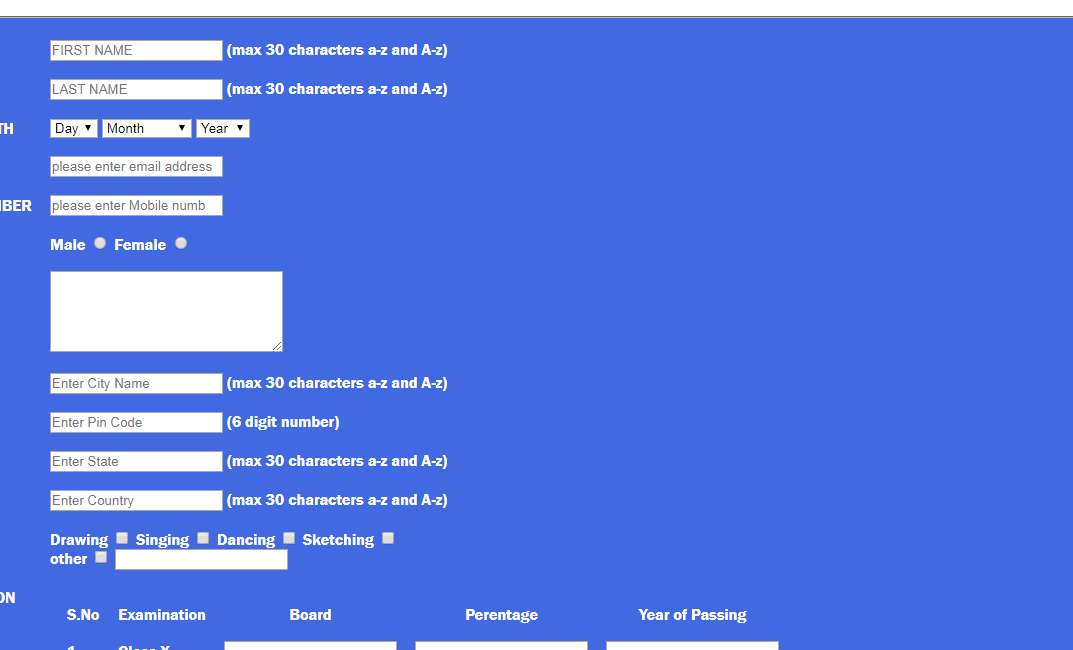 FIRST NAME (max 30 characters a-z and A-z)
LAST NAME (max 30 characters a-z and A-z)
TH Day Month Year
please enter email address
MBER please enter Mobile numb
Male Female
Enter City Name (max 30 characters a-z and A-z)
Enter Pin Code (6 digit number)
Enter State (max 30 characters a-z and A-z)
Enter Country (max 30 characters a-z and A-z)
Drawing Singing Dancing Sketching
other
ON
S.No Examination Board Perentage Year of Passing
1 Class X